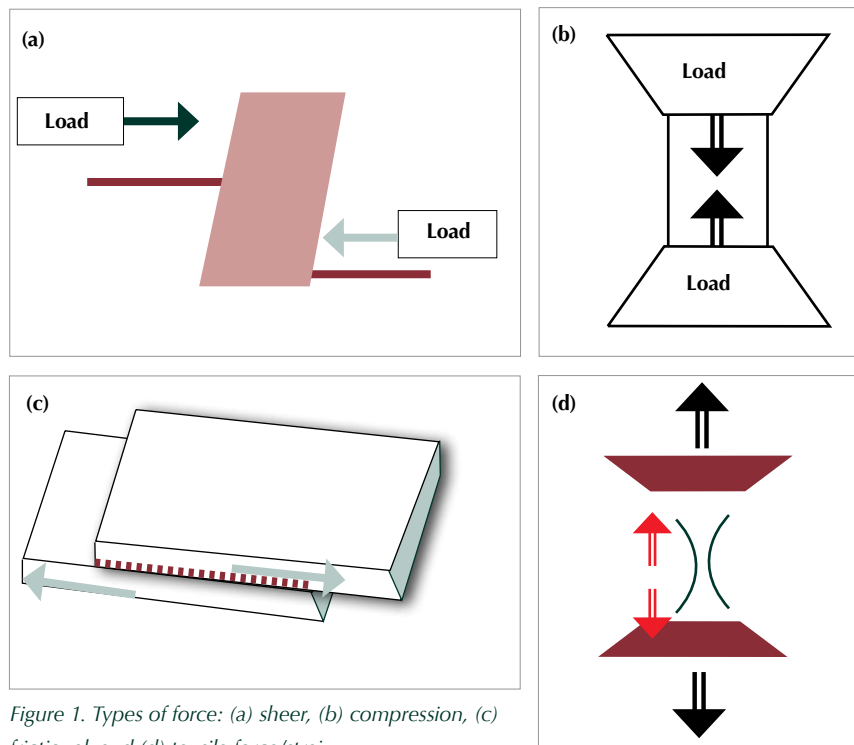 (a)
Load
Load
(b)
Load
Load
(c)
(d)
Figure 1. Types of force: (a) sheer, (b) compression, (c)